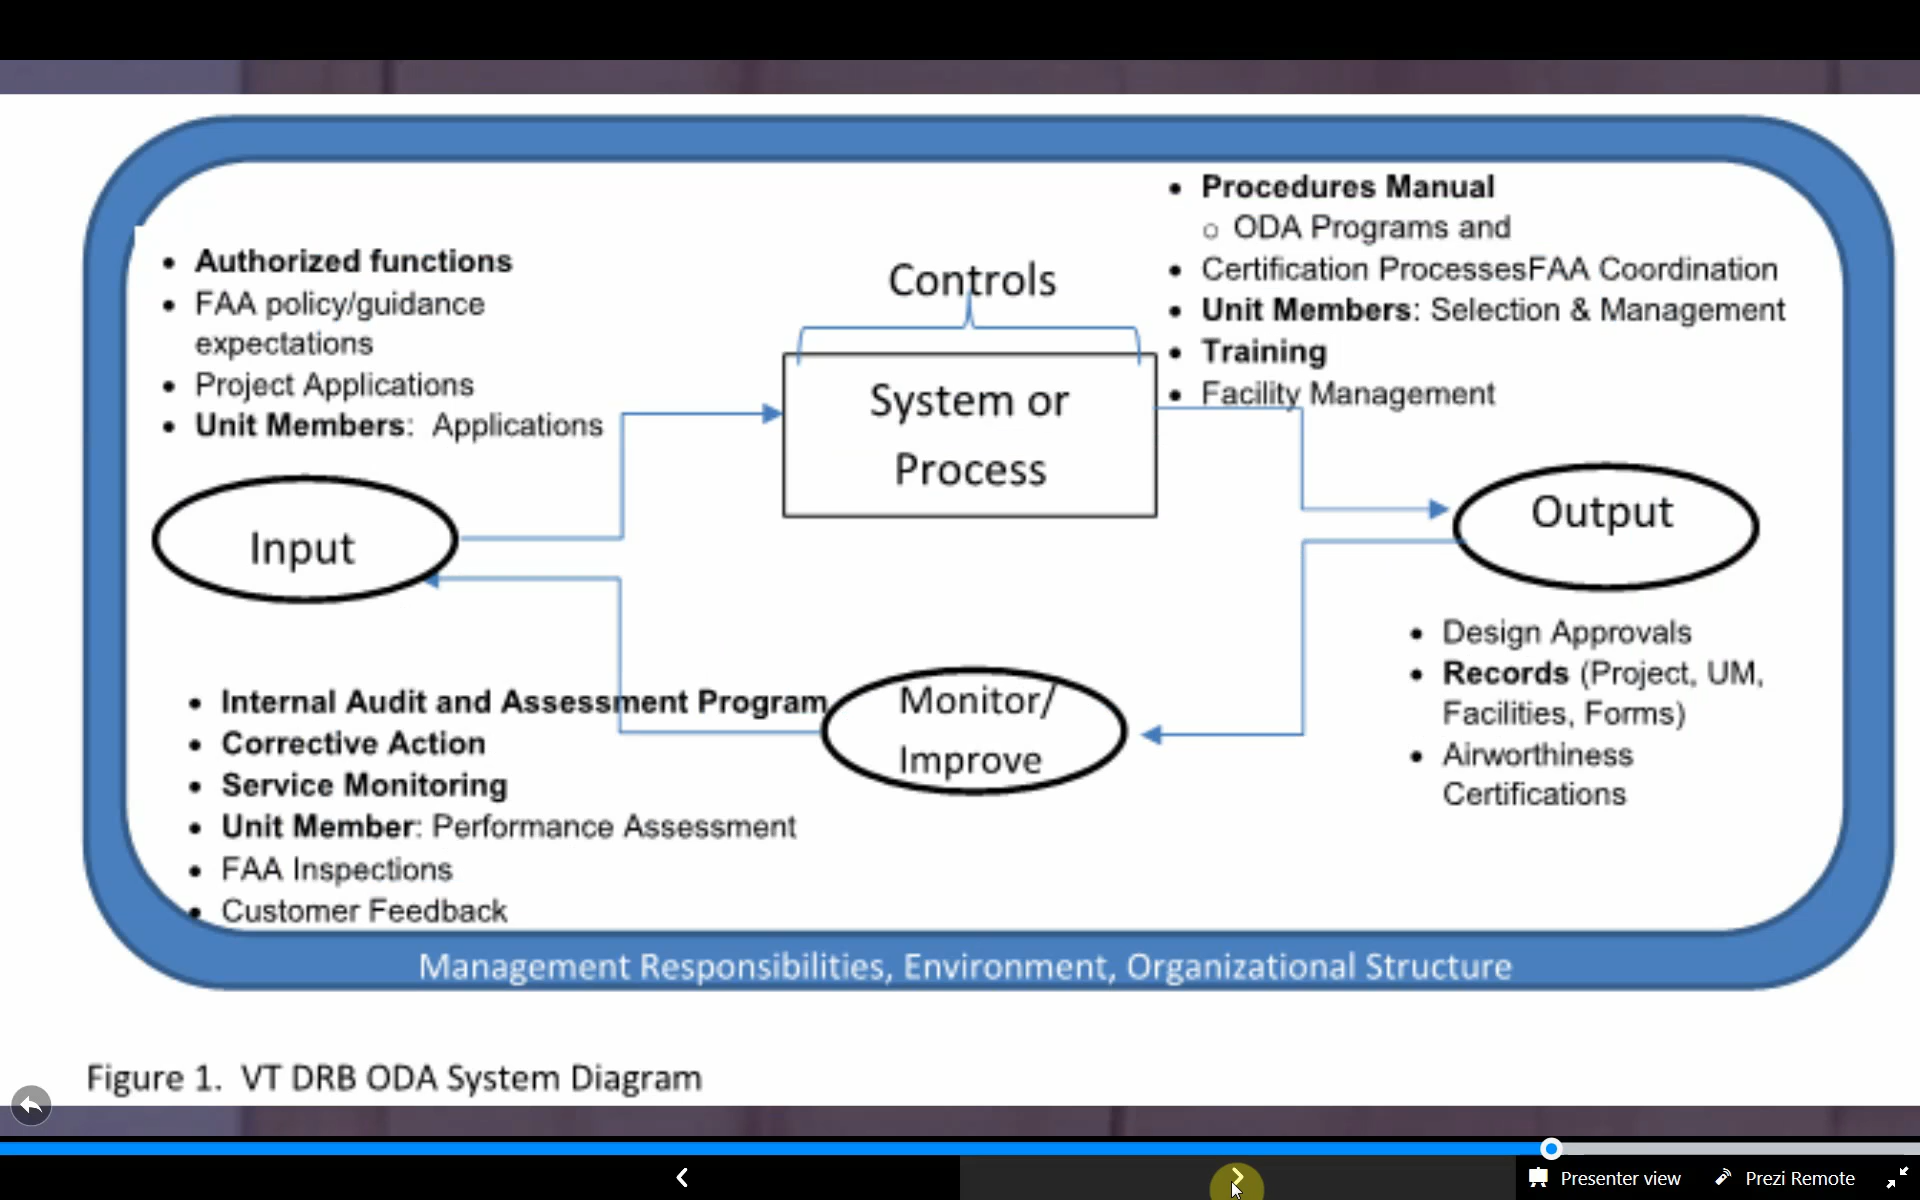 • Authorized functions
• FAA policy/guidance
expectations
• Project Applications
• Unit Members:  Applications
Controls
System or
Process
• Procedures Manual
o ODA Programs and
• Certification ProcessesFAA Coordination
• Unit Members: Selection & Management
• Training
• Facility Management
Input
Output
• Internal Audit and Assessment Program
• Corrective Action
• Service Monitoring
• Unit Member: Performance Assessment
• FAA Inspections
• Customer Feedback
Monitor/
Improve
• Design Approvals
• Records (Project, UM,
Facilities, Forms)
• Airworthiness
Certifications
Management Responsibilities, Environment, Organizational Structure
Figure 1.  VT DRB ODA System Diagram
Presenter view
Prezi Remote